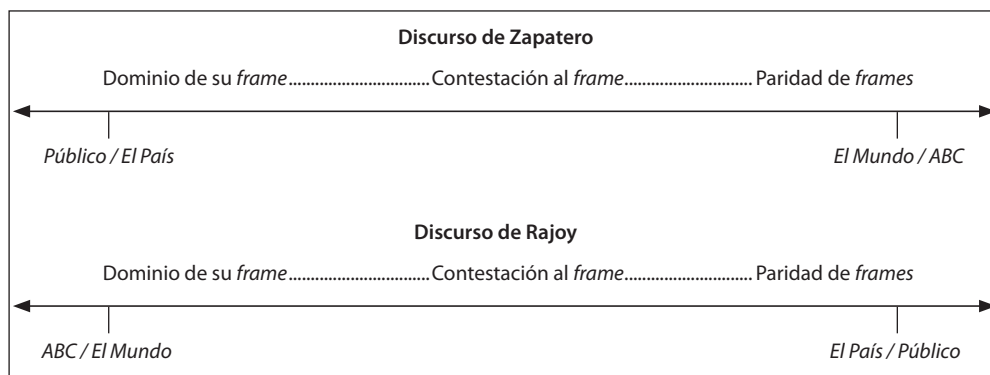 Discurso de Zapatero
Dominio de su frame..............................Contestación al frame........................... Paridad de frames
Público / El País El Mundo / ABC
Discurso de Rajoy
Dominio de su frame..............................Contestación al frame........................... Paridad de frames
ABC / El Mundo El País / Público